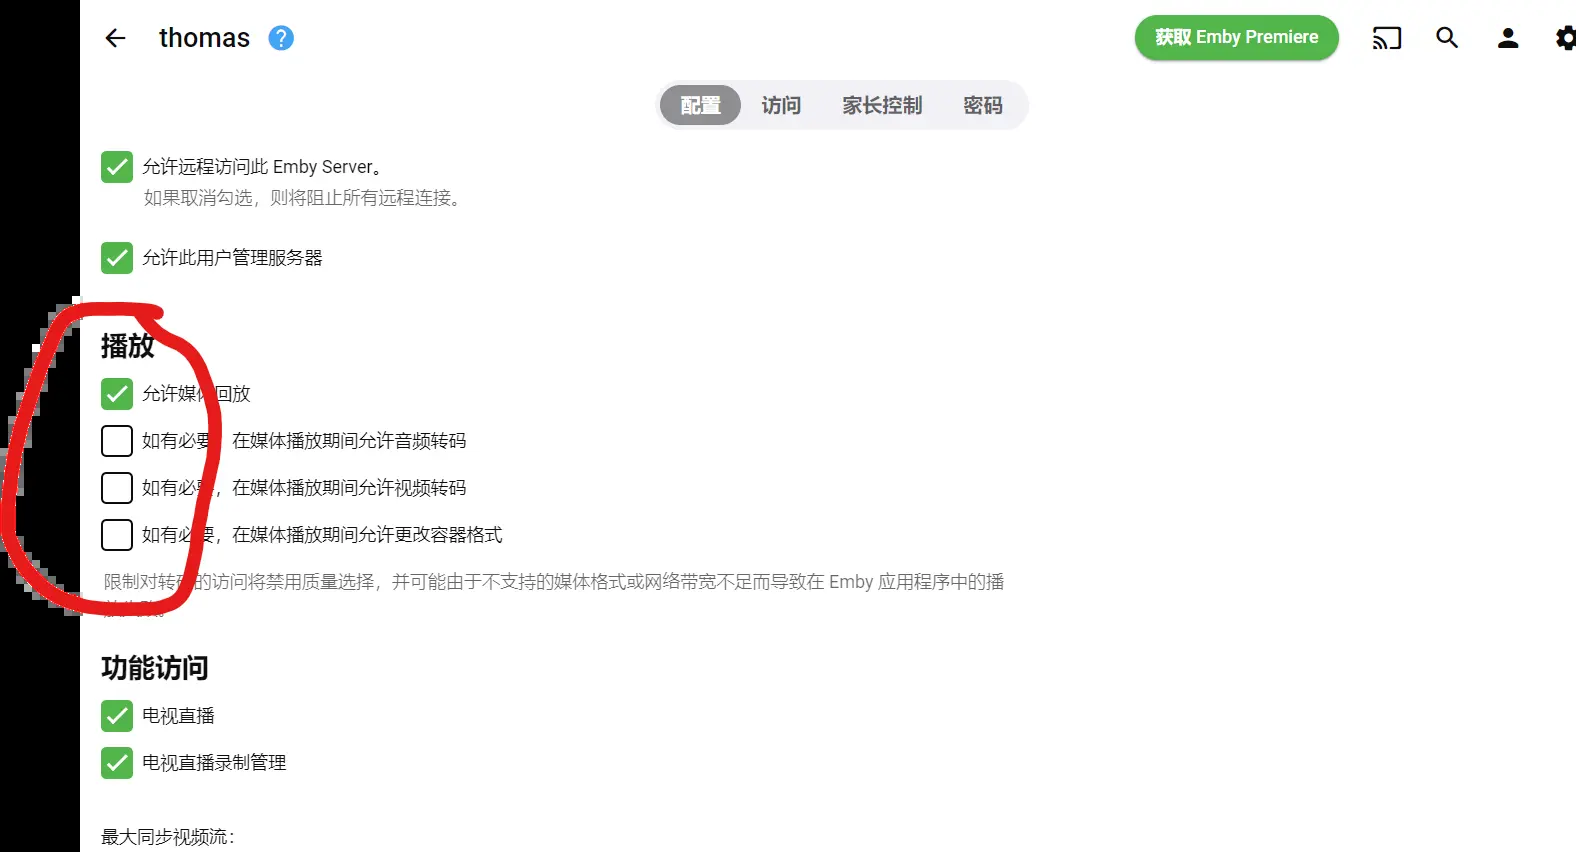 thomas ?
获取 Emby Premiere
配置 访问 家长控制 密码
允许远程访问此 Emby Server。
如果取消勾选，则将阻止所有远程连接。
允许此用户管理服务器
播放
允许媒体回放
如有必要，在媒体播放期间允许音频转码
如有必要，在媒体播放期间允许视频转码
如有必要，在媒体播放期间允许更改容器格式
限制对转码的访问将禁用质量选择，并可能由于不支持的媒体格式或网络带宽不足而导致在 Emby 应用程序中的播
功能访问
电视直播
电视直播录制管理
最大同步视频流：